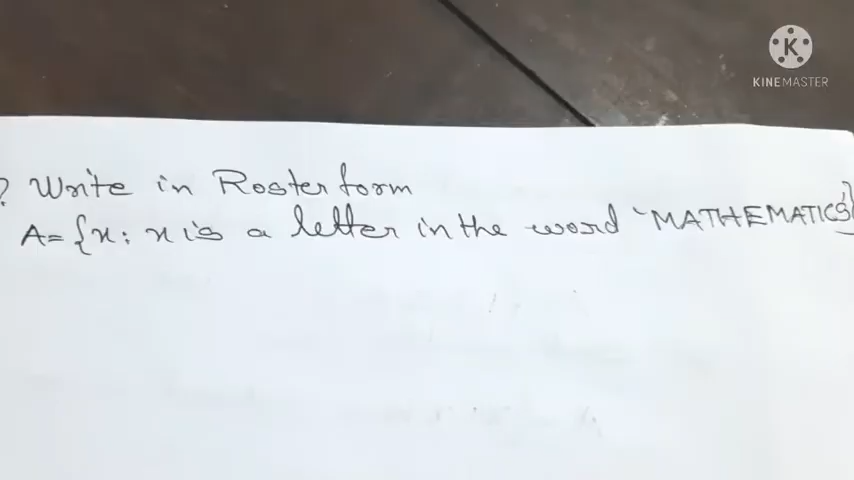 K
KINEMASTER
? Write in Roster form
A = {x : x is a letter in the word 'MATHEMATICS'}